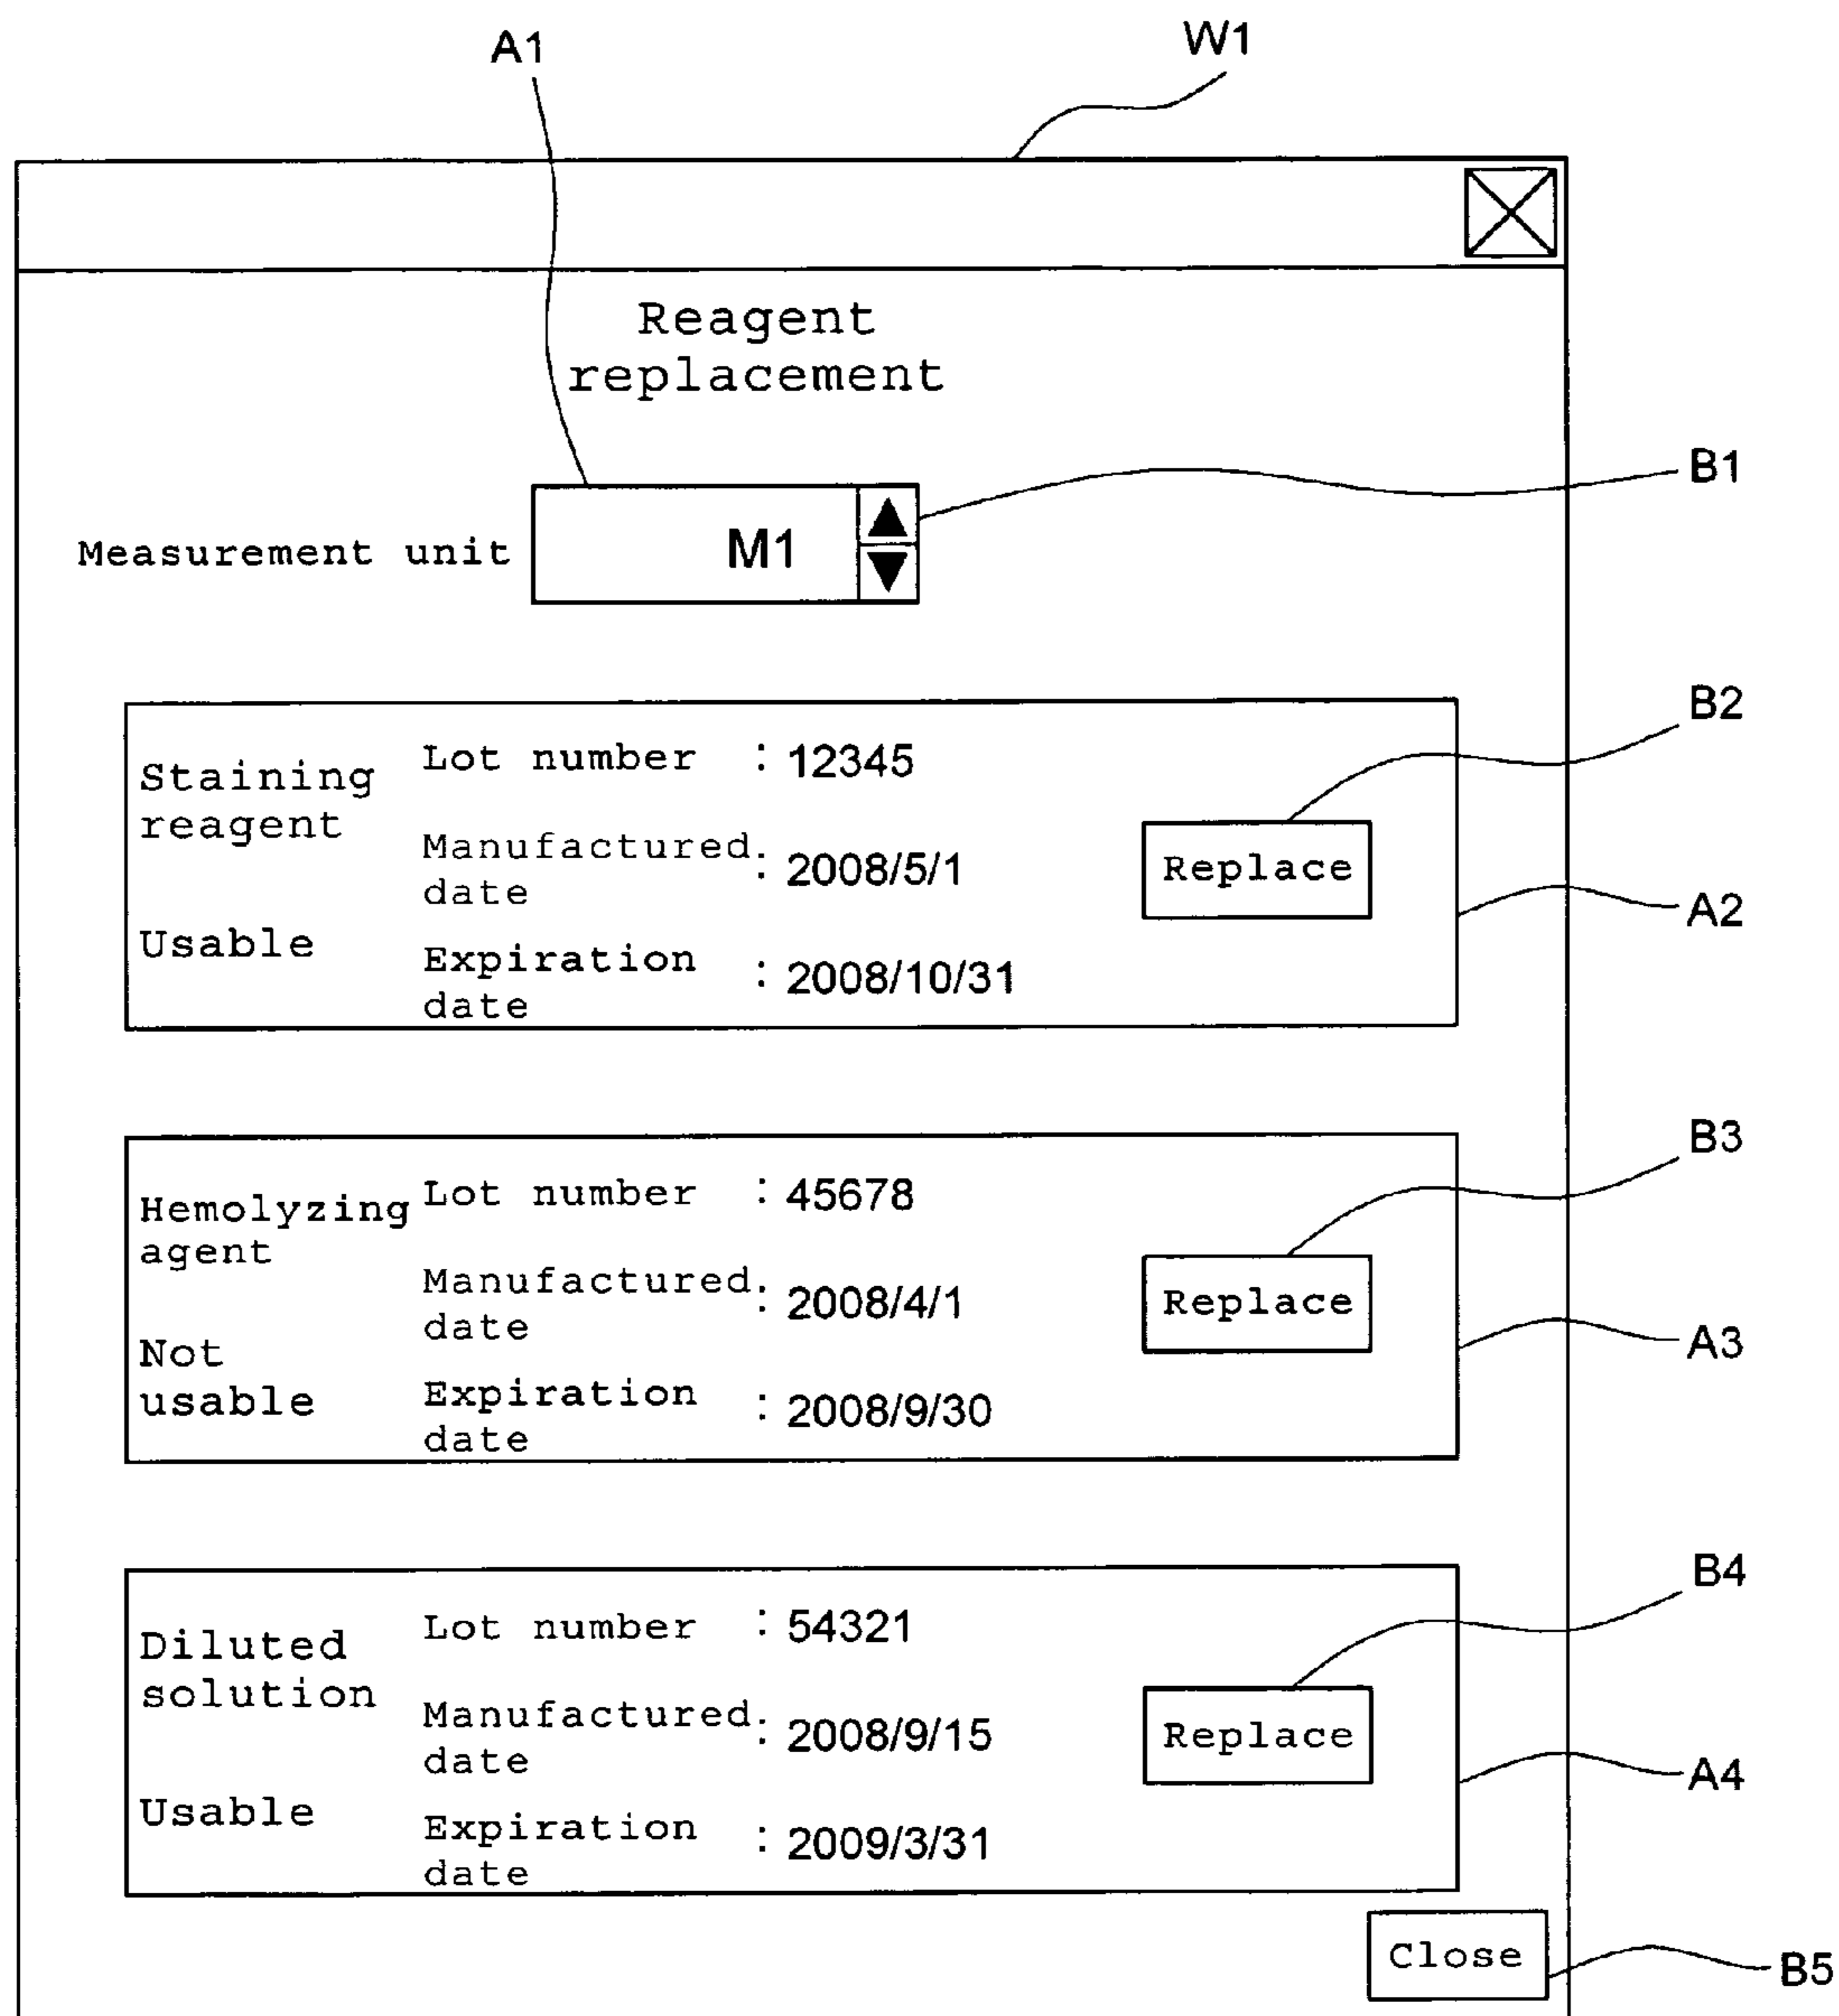 A1
W1
Reagent
replacement
B1
Measurement unit M1
B2
Staining
reagent
Usable
Lot number : 12345
Manufactured
date : 2008/5/1
Expiration
date : 2008/10/31
Replace
A2
B3
Hemolyzing
agent
Not
usable
Lot number : 45678
Manufactured
date : 2008/4/1
Expiration
date : 2008/9/30
Replace
A3
B4
Diluted
solution
Usable
Lot number : 54321
Manufactured
date : 2008/9/15
Expiration
date : 2009/3/31
Replace
A4
Close
B5